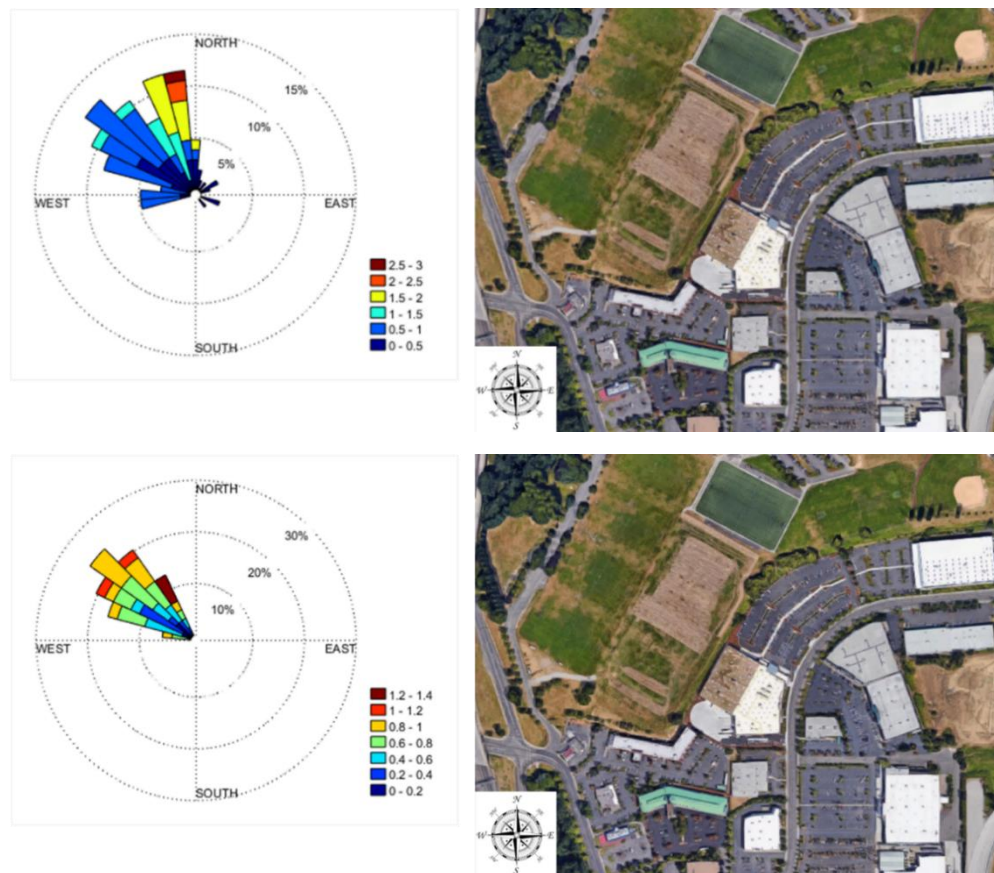 NORTH
15%
10%
5%
WEST
EAST
2.5 - 3
2 - 2.5
1.5 - 2
1 - 1.5
0.5 - 1
0 - 0.5
SOUTH
N
W
E
S
NORTH
30%
20%
10%
WEST
EAST
1.2 - 1.4
1 - 1.2
0.8 - 1
0.6 - 0.8
0.4 - 0.6
0.2 - 0.4
0 - 0.2
SOUTH
N
W
E
S